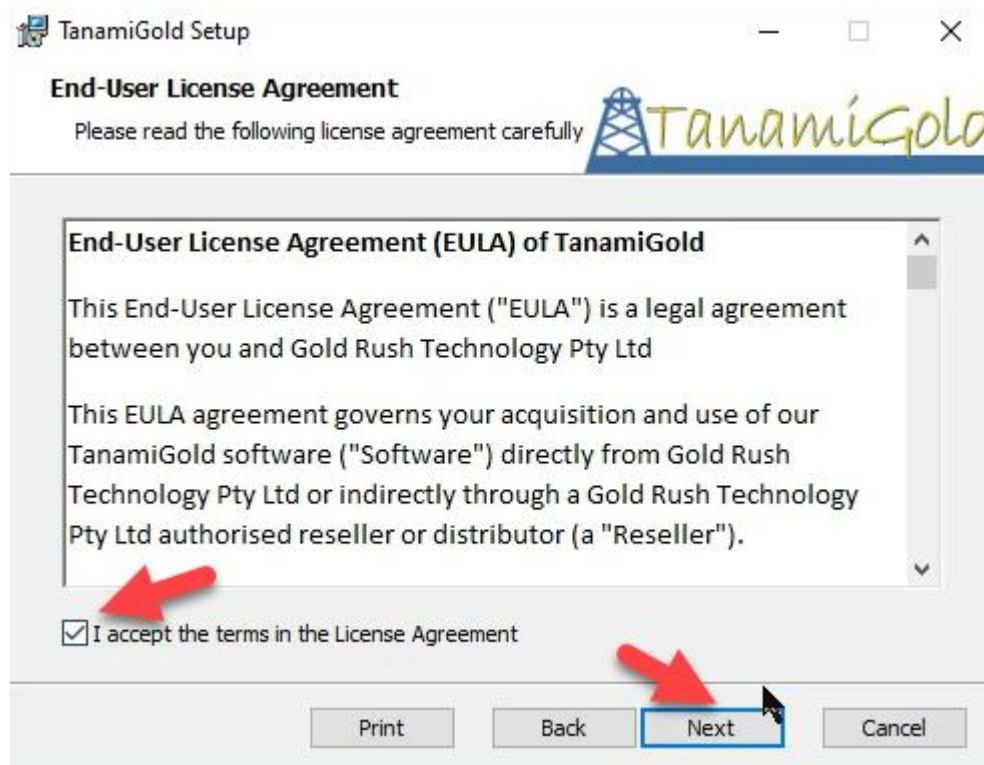 TanamiGold Setup
End-User License Agreement
Please read the following license agreement carefully
TanamiGold
End-User License Agreement (EULA) of TanamiGold
This End-User License Agreement ("EULA") is a legal agreement
between you and Gold Rush Technology Pty Ltd
This EULA agreement governs your acquisition and use of our
TanamiGold software ("Software") directly from Gold Rush
Technology Pty Ltd or indirectly through a Gold Rush Technology
Pty Ltd authorised reseller or distributor (a "Reseller").
I accept the terms in the License Agreement
Print
Back
Next
Cancel